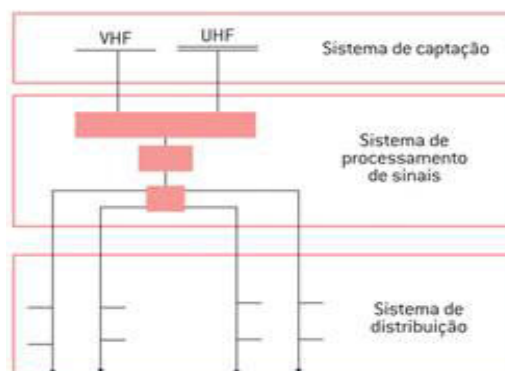 VHF
UHF
Sistema de captação
Sistema de
processamento
de sinais
Sistema de
distribuição